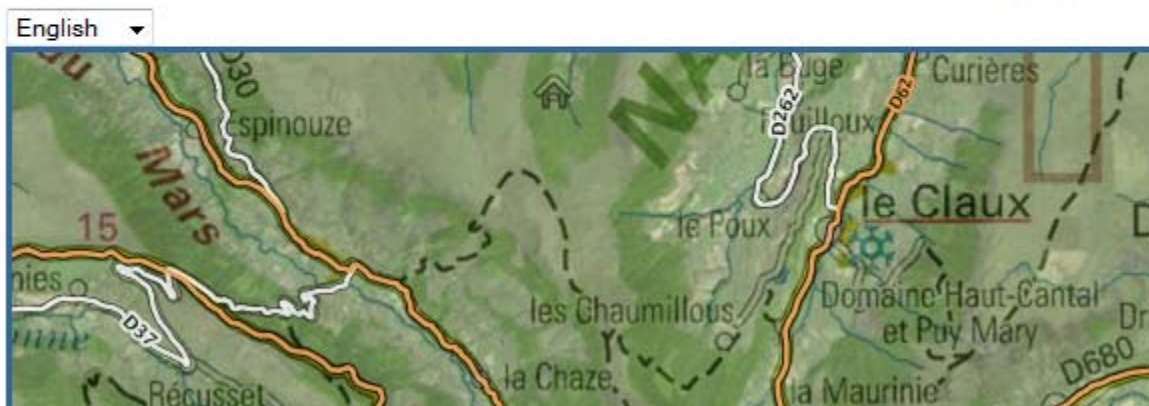 English
D30
la Buge
Curières
D62
D262
spinouze
Mars
le Claux
15
le Poux
nies
Domaine Haut-Cantal
et Puy Mary
les Chaumillous
D37
D680
la Chaze
Récusset
la Maurinie